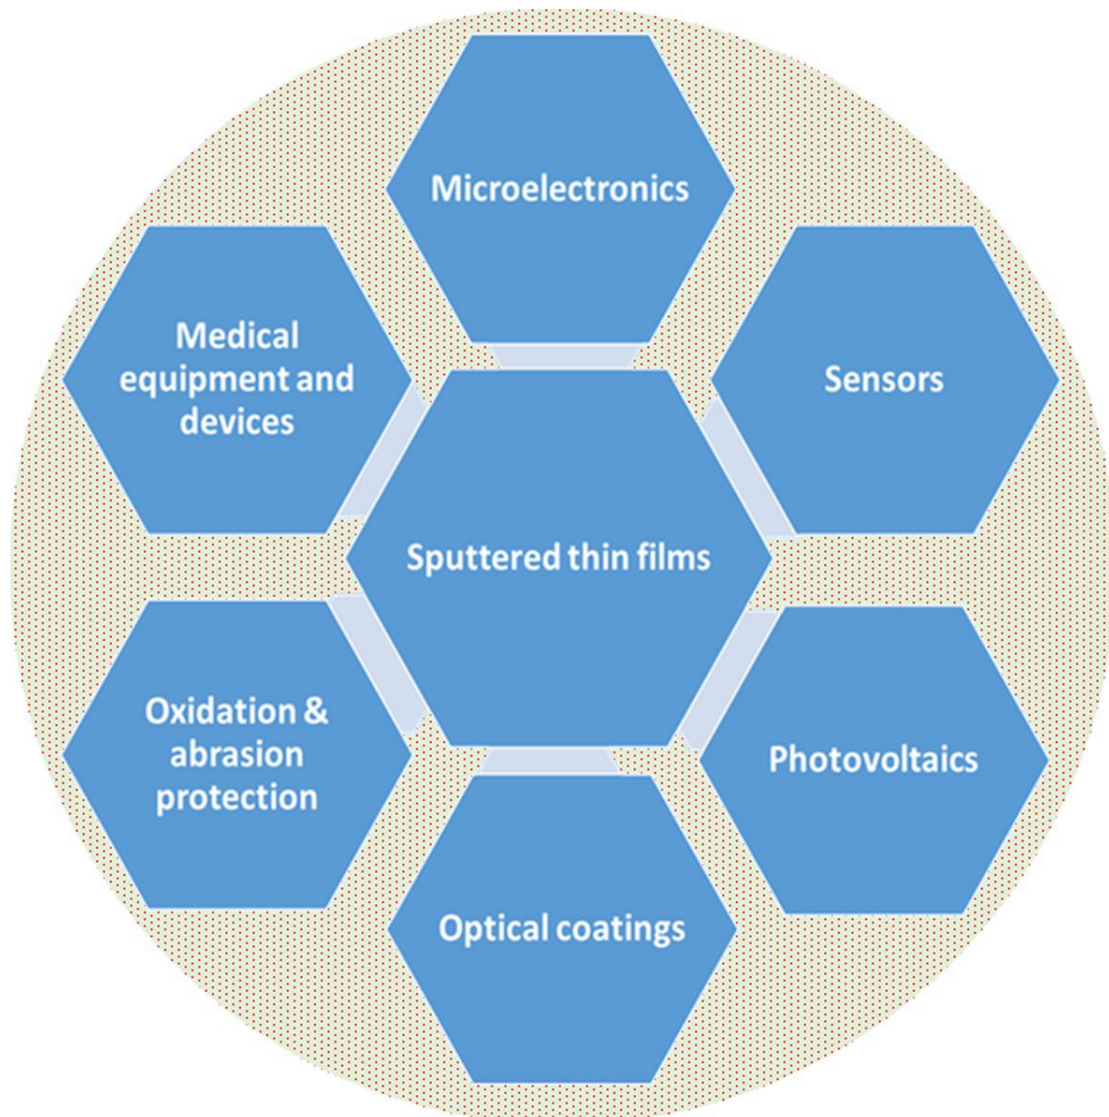 Microelectronics
Medical
equipment and
devices
Sensors
Sputtered thin films
Oxidation &
abrasion
protection
Photovoltaics
Optical coatings